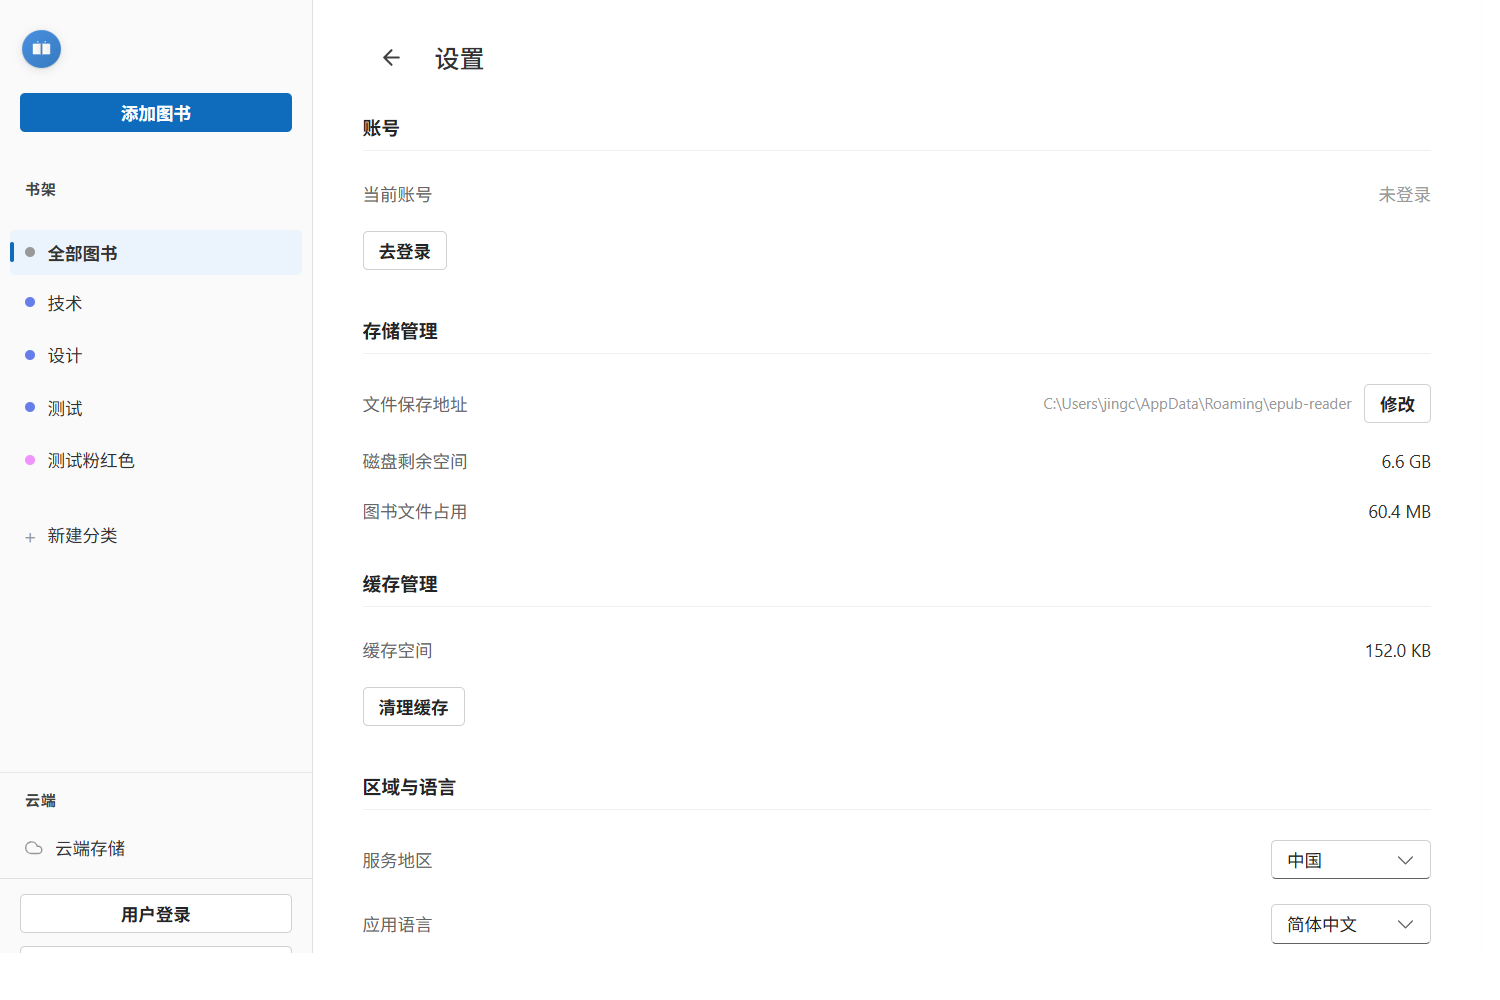 添加图书
书架
全部图书
技术
设计
测试
测试粉红色
+ 新建分类
云端
云端存储
用户登录
设置
账号
当前账号 未登录
去登录
存储管理
文件保存地址 C:\Users\jingc\AppData\Roaming\epub-reader 修改
磁盘剩余空间 6.6 GB
图书文件占用 60.4 MB
缓存管理
缓存空间 152.0 KB
清理缓存
区域与语言
服务地区 中国
应用语言 简体中文